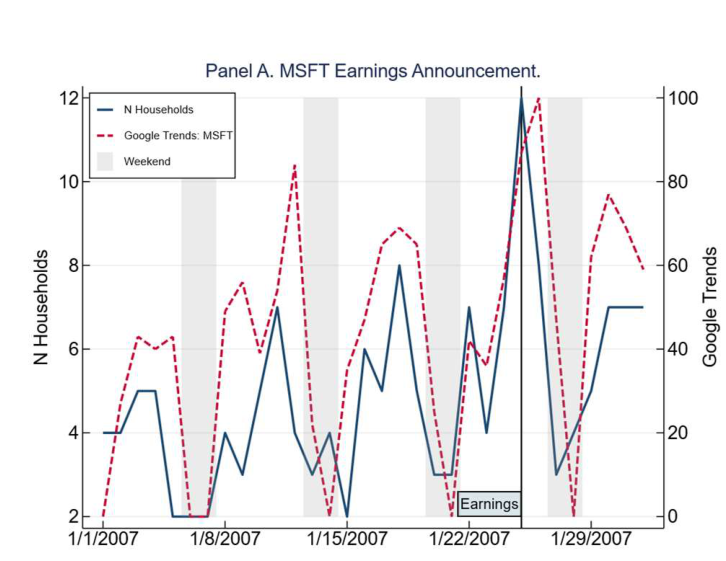 Panel A. MSFT Earnings Announcement.
N Households
Google Trends: MSFT
Weekend
12
10
8
6
4
2
N Households
100
80
60
40
20
0
Google Trends
Earnings
1/1/2007
1/8/2007
1/15/2007
1/22/2007
1/29/2007